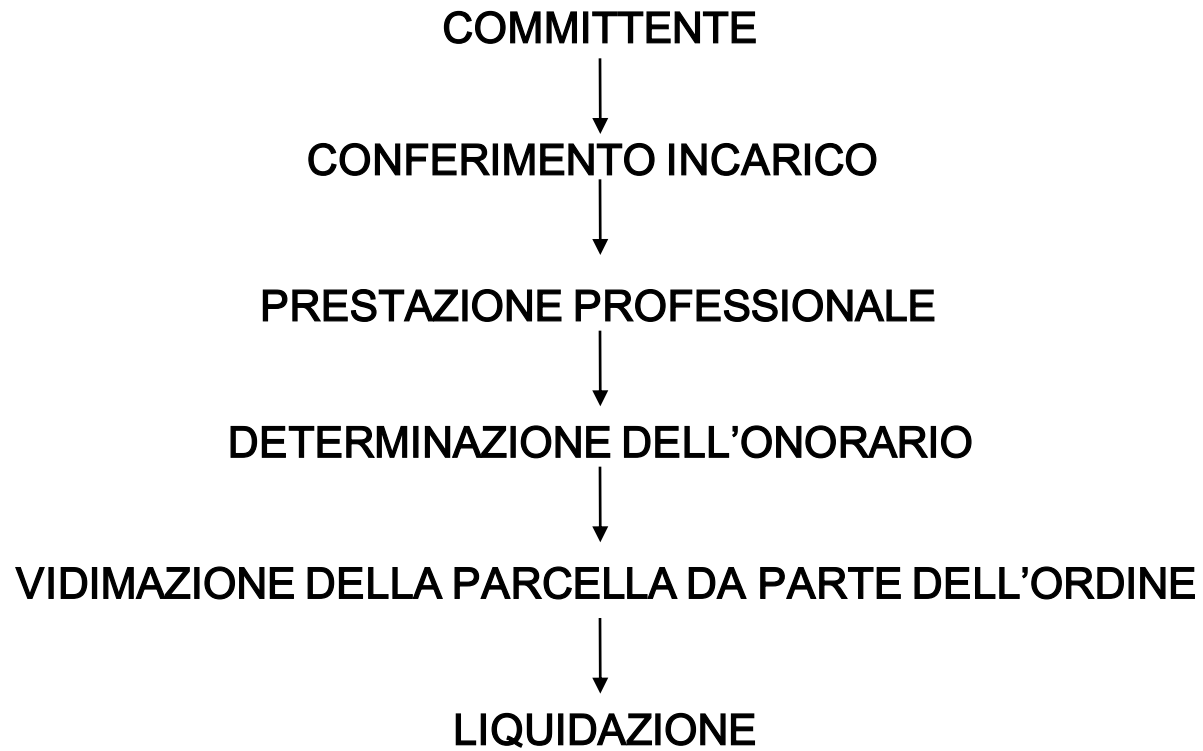 COMMITTENTE
CONFERIMENTO INCARICO
PRESTAZIONE PROFESSIONALE
DETERMINAZIONE DELL’ONORARIO
VIDIMAZIONE DELLA PARCELLA DA PARTE DELL’ORDINE
LIQUIDAZIONE